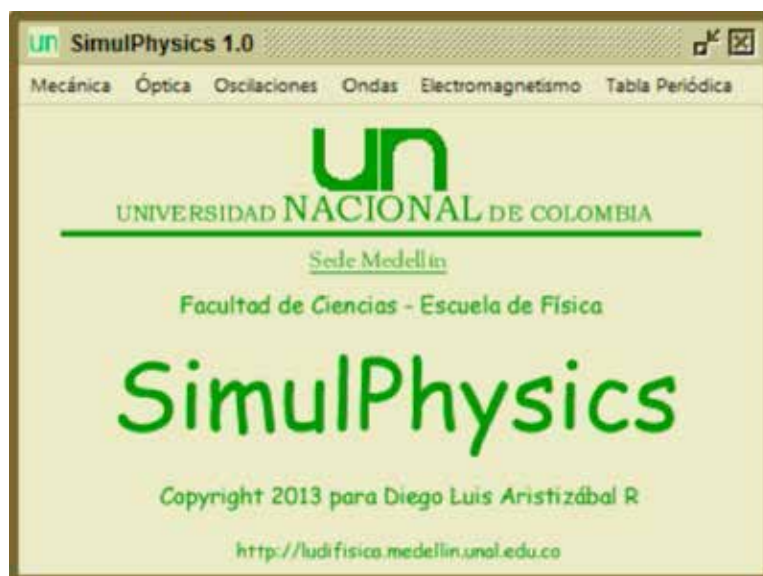 un SimulPhysics 1.0
Mecánica Óptica Oscilaciones Ondas Electromagnetismo Tabla Periódica
un
UNIVERSIDAD NACIONAL DE COLOMBIA
Sede Medellín
Facultad de Ciencias - Escuela de Física
SimulPhysics
Copyright 2013 para Diego Luis Aristizábal R
http://ludifisica.medellin.unal.edu.co